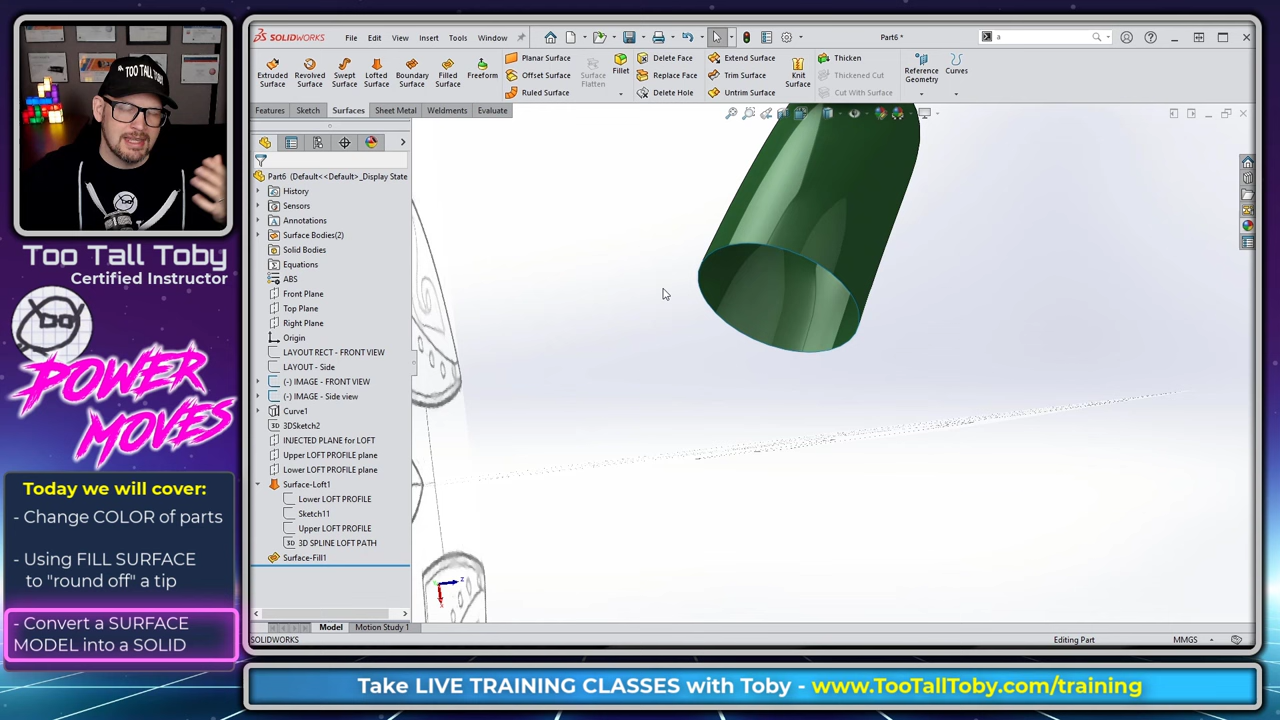 SOLIDWORKS
File Edit View Insert Tools Window
Part6 *
a
Extruded Surface
Revolved Surface
Swept Surface
Lofted Surface
Boundary Surface
Filled Surface
Freeform
Planar Surface
Offset Surface
Ruled Surface
Surface Flatten
Fillet
Delete Face
Replace Face
Delete Hole
Extend Surface
Trim Surface
Untrim Surface
Knit Surface
Thicken
Thickened Cut
Cut With Surface
Reference Geometry
Curves
Features Sketch Surfaces Sheet Metal Weldments Evaluate
Part6 (Default<<Default>_Display State
History
Sensors
Annotations
Surface Bodies(2)
Solid Bodies
Equations
ABS
Front Plane
Top Plane
Right Plane
Origin
LAYOUT RECT - FRONT VIEW
LAYOUT - Side
(-) IMAGE - FRONT VIEW
(-) IMAGE - Side view
Curve1
3D 3DSketch2
INJECTED PLANE for LOFT
Upper LOFT PROFILE plane
Lower LOFT PROFILE plane
Surface-Loft1
Lower LOFT PROFILE
Sketch11
Upper LOFT PROFILE
3D 3D SPLINE LOFT PATH
Surface-Fill1
Model Motion Study 1
SOLIDWORKS
Editing Part
MMGS
TOO TALL TOBY
Too Tall Toby
Certified Instructor
POWER
MOVES
Today we will cover:
- Change COLOR of parts
- Using FILL SURFACE
to "round off" a tip
- Convert a SURFACE
MODEL into a SOLID
Take LIVE TRAINING CLASSES with Toby - www.TooTallToby.com/training